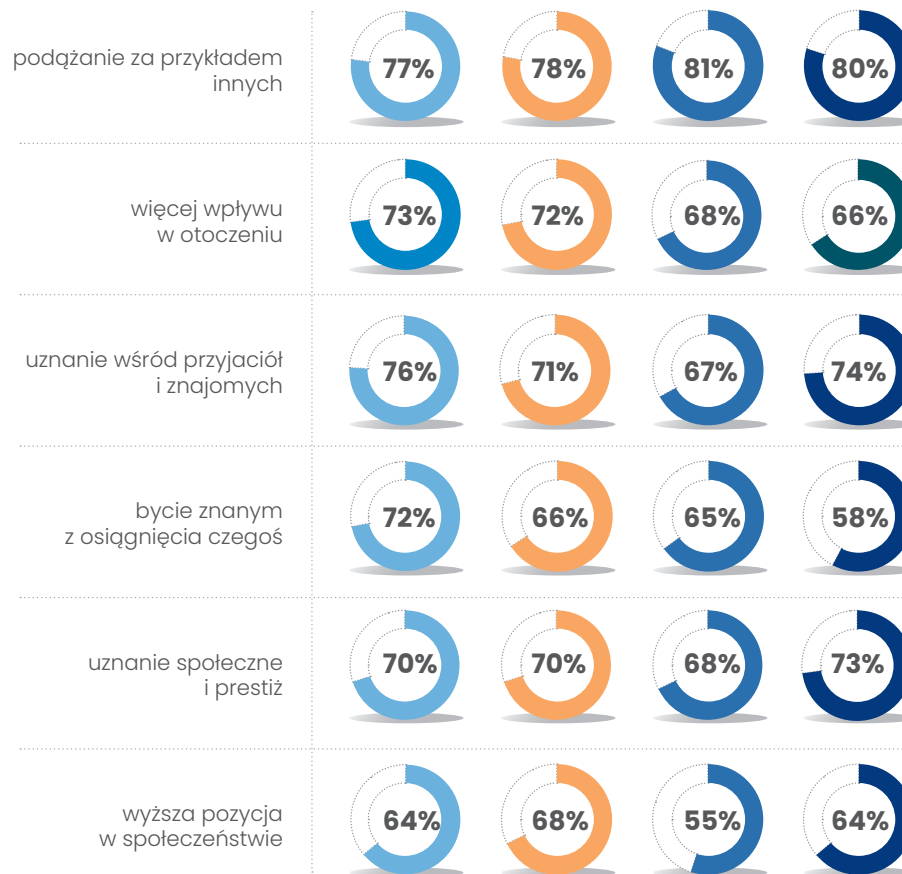 podążanie za przykładem
innych
77% 78% 81% 80%
więcej wpływu
w otoczeniu
73% 72% 68% 66%
uznanie wśród przyjaciół
i znajomych
76% 71% 67% 74%
bycie znanym
z osiągnięcia czegoś
72% 66% 65% 58%
uznanie społeczne
i prestiż
70% 70% 68% 73%
wyższa pozycja
w społeczeństwie
64% 68% 55% 64%